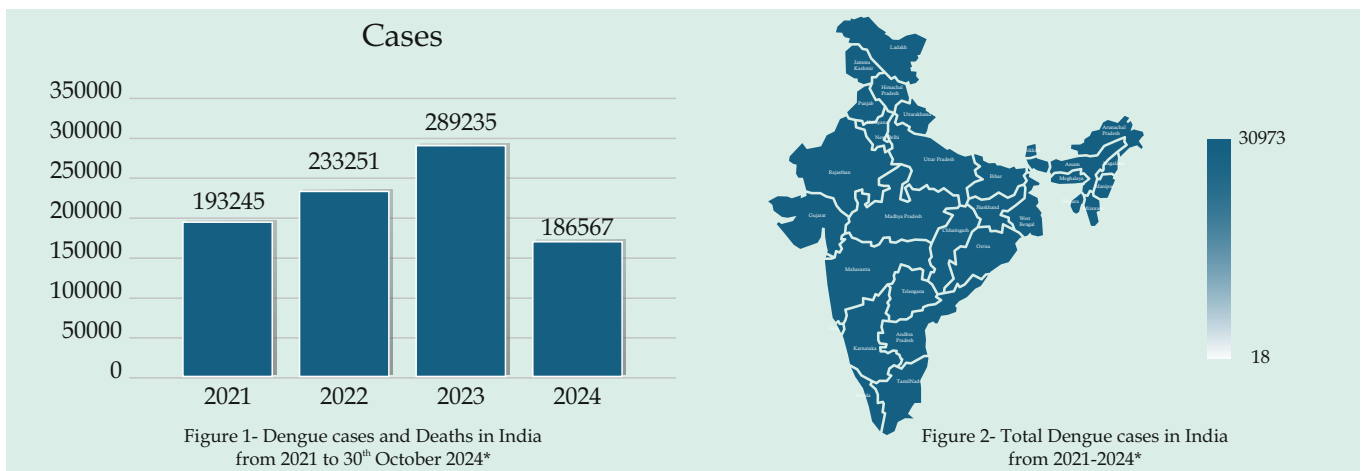 Cases
350000
300000
250000
200000
150000
100000
50000
0
193245
233251
289235
186567
2021
2022
2023
2024
Figure 1- Dengue cases and Deaths in India
from 2021 to 30th October 2024*
Ladakh
Jammu
Kashmir
Himachal
Pradesh
Punjab
Uttarakhand
New Delhi
Rajasthan
Uttar Pradesh
Bihar
Arunachal
Pradesh
Assam
Meghalaya
Gujarat
Madhya Pradesh
Jharkhand
West
Bengal
Chhattisgarh
Orissa
Maharastra
Telangana
Andhra
Pradesh
Karnataka
TamilNadu
30973
18
Figure 2- Total Dengue cases in India
from 2021-2024*